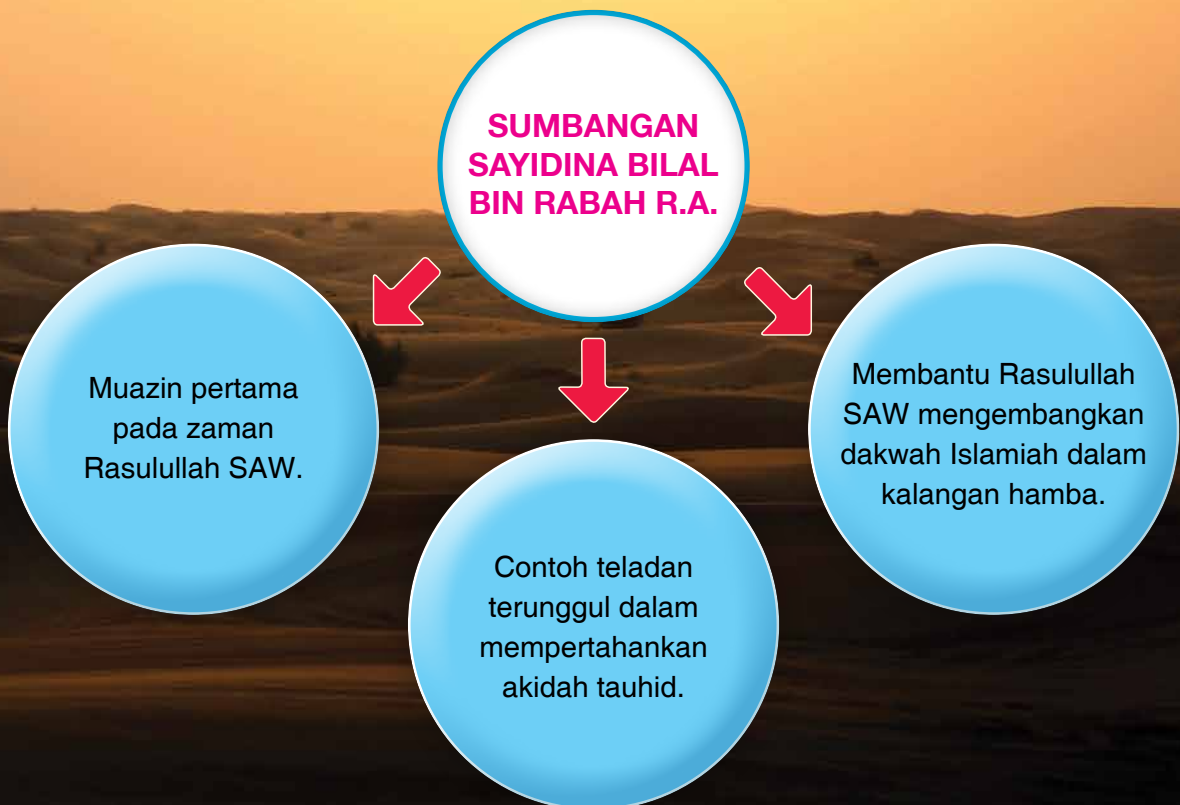 SUMBANGAN
SAYIDINA BILAL
BIN RABAH R.A.
Muazin pertama
pada zaman
Rasulullah SAW.
Contoh teladan
terunggul dalam
mempertahankan
akidah tauhid.
Membantu Rasulullah
SAW mengembangkan
dakwah Islamiah dalam
kalangan hamba.